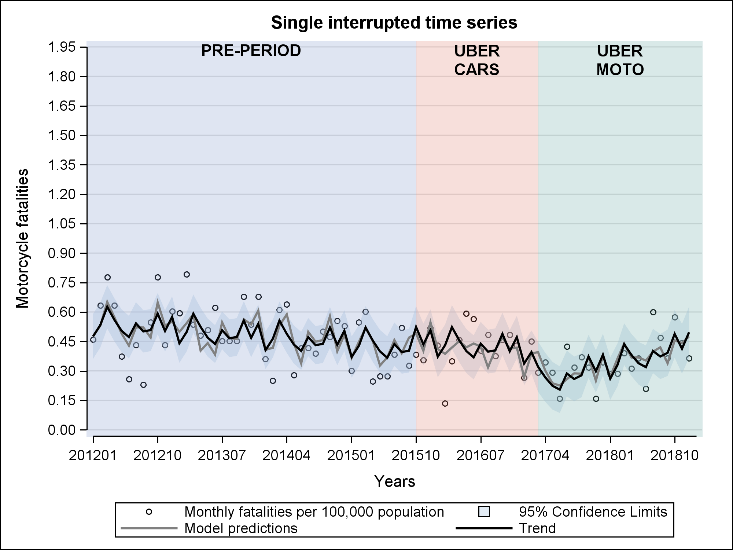 Single interrupted time series
PRE-PERIOD
UBER
CARS
UBER
MOTO
Motorcycle fatalities
1.95
1.80
1.65
1.50
1.35
1.20
1.05
0.90
0.75
0.60
0.45
0.30
0.15
0.00
201201 201210 201307 201404 201501 201510 201607 201704 201801 201810
Years
Monthly fatalities per 100,000 population 95% Confidence Limits
Model predictions Trend